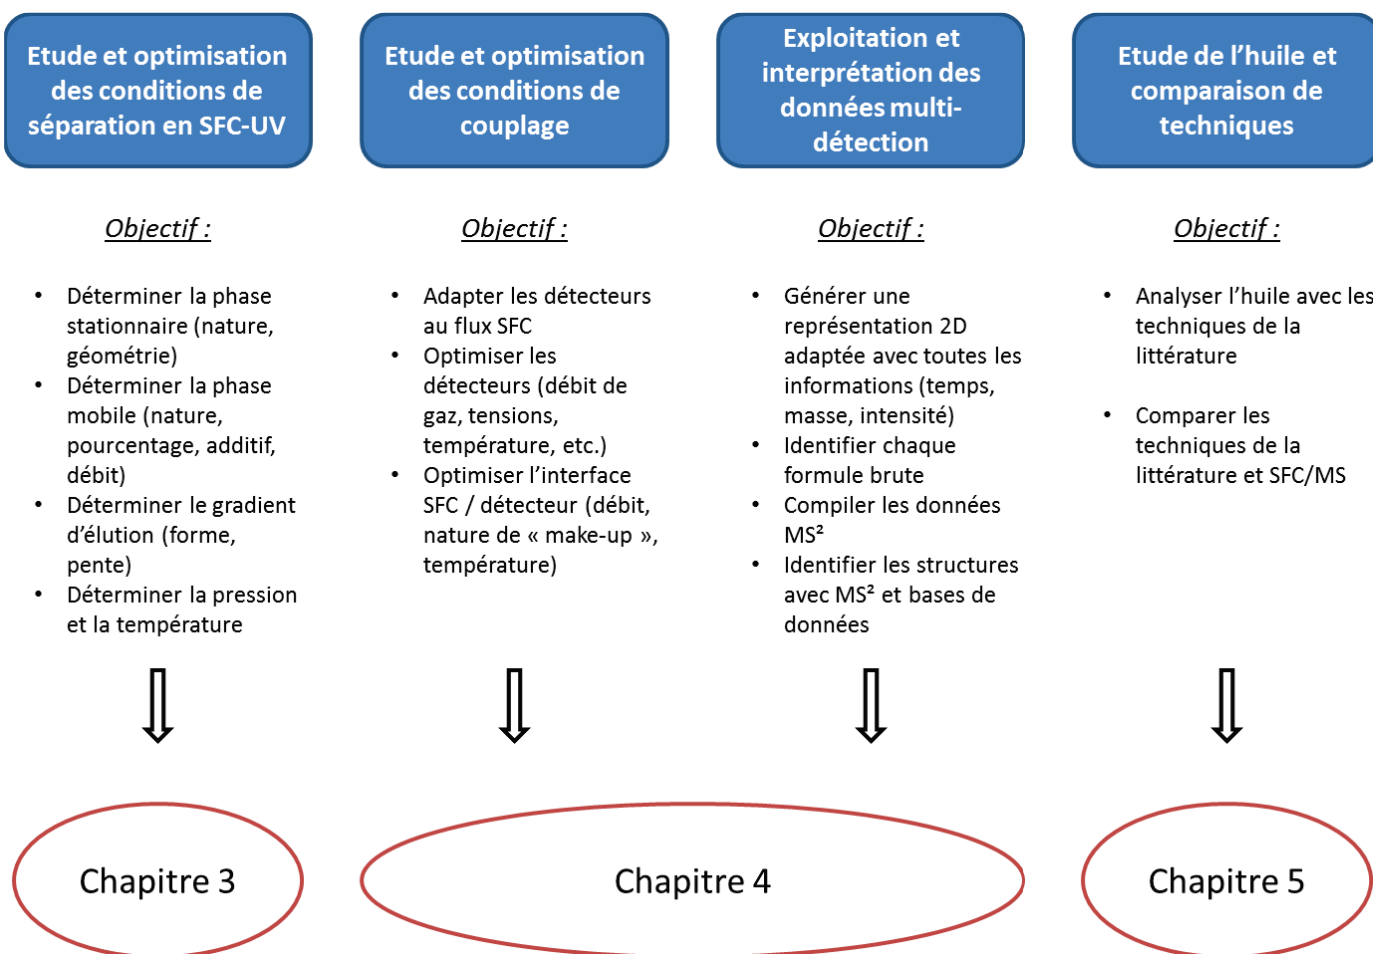 Etude et optimisation
des conditions de
séparation en SFC-UV
Objectif :
• Déterminer la phase
stationnaire (nature,
géométrie)
• Déterminer la phase
mobile (nature,
pourcentage, additif,
débit)
• Déterminer le gradient
d’élution (forme,
pente)
• Déterminer la pression
et la température
Chapitre 3
Etude et optimisation
des conditions de
couplage
Objectif :
• Adapter les détecteurs
au flux SFC
• Optimiser les
détecteurs (débit de
gaz, tensions,
température, etc.)
• Optimiser l’interface
SFC / détecteur (débit,
nature de « make-up »,
température)
Exploitation et
interprétation des
données multi-
détection
Objectif :
• Générer une
représentation 2D
adaptée avec toutes les
informations (temps,
masse, intensité)
• Identifier chaque
formule brute
• Compiler les données
MS²
• Identifier les structures
avec MS² et bases de
données
Chapitre 4
Etude de l’huile et
comparaison de
techniques
Objectif :
• Analyser l’huile avec les
techniques de la
littérature
• Comparer les
techniques de la
littérature et SFC/MS
Chapitre 5